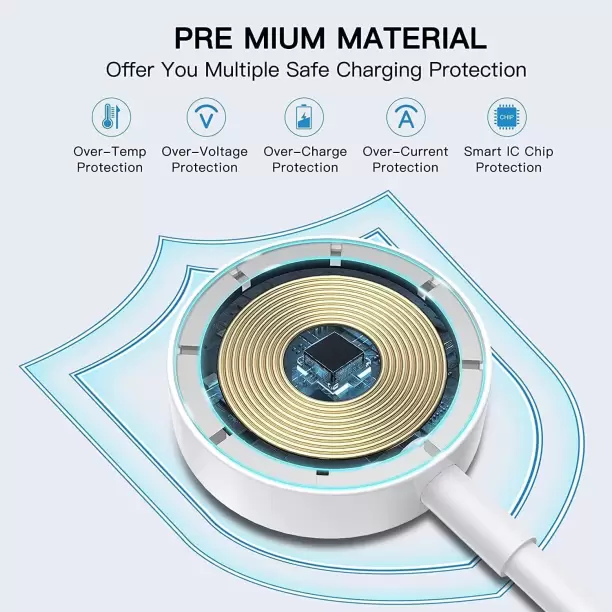 PRE MIUM MATERIAL
Offer You Multiple Safe Charging Protection
V
A
CHIP
Over-Temp Over-Voltage Over-Charge Over-Current Smart IC Chip
Protection Protection Protection Protection Protection